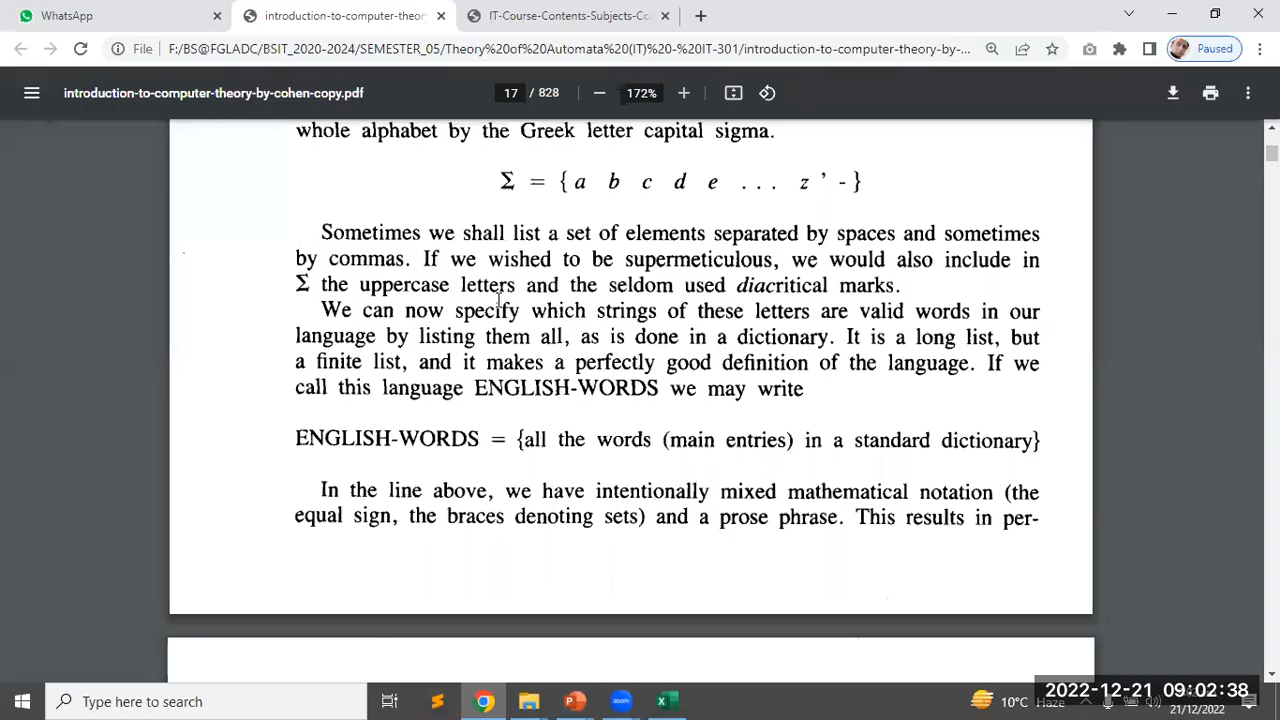 WhatsApp
introduction-to-computer-theory
IT-Course-Contents-Subjects-Co
File
F:/BS@FGLADC/BSIT_2020-2024/SEMESTER_05/Theory%20of%20Automata%20(IT)%20-%20IT-301/introduction-to-computer-theory-by-...
Paused
introduction-to-computer-theory-by-cohen-copy.pdf
17 / 828
172%
whole alphabet by the Greek letter capital sigma.
Σ = { a b c d e . . . z ’ - }
Sometimes we shall list a set of elements separated by spaces and sometimes
by commas. If we wished to be supermeticulous, we would also include in
Σ the uppercase letters and the seldom used diacritical marks.
We can now specify which strings of these letters are valid words in our
language by listing them all, as is done in a dictionary. It is a long list, but
a finite list, and it makes a perfectly good definition of the language. If we
call this language ENGLISH-WORDS we may write
ENGLISH-WORDS = {all the words (main entries) in a standard dictionary}
In the line above, we have intentionally mixed mathematical notation (the
equal sign, the braces denoting sets) and a prose phrase. This results in per-
Type here to search
zoom
10°C Haze
2022-12-21 09:02:38
21/12/2022